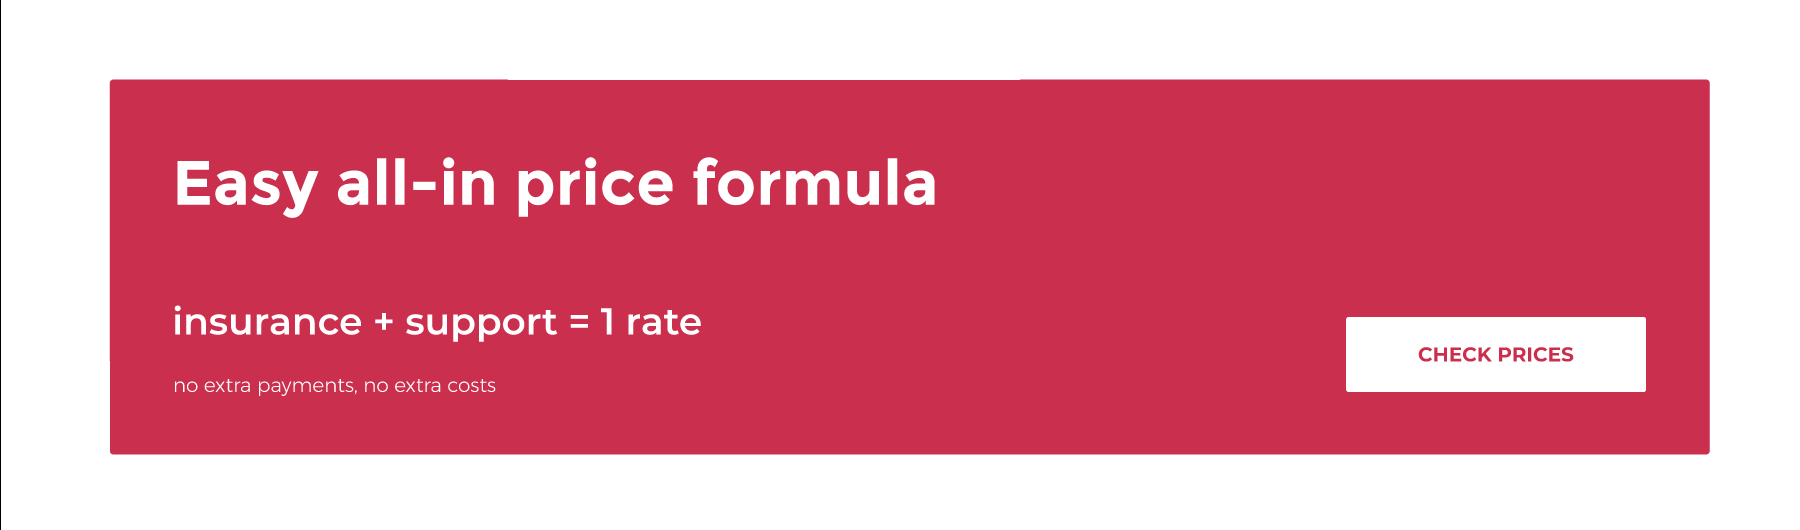 Easy all-in price formula
insurance + support = 1 rate
no extra payments, no extra costs
CHECK PRICES